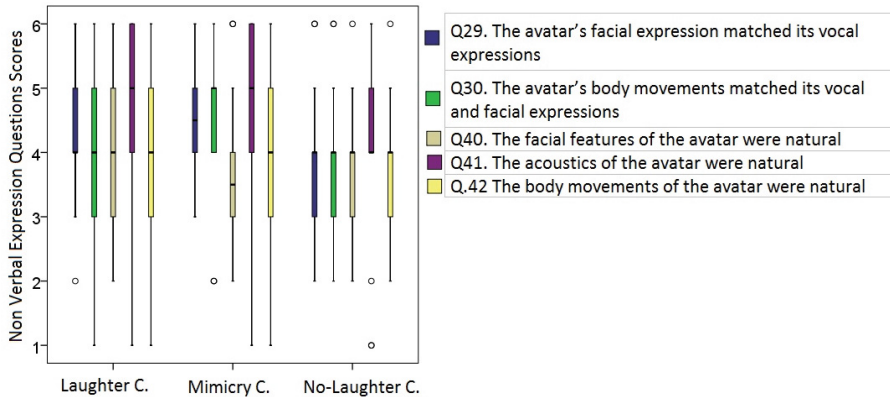 Non Verbal Expression Questions Scores
6
5
4
3
2
1
Laughter C.
Mimicry C.
No-Laughter C.
Q29. The avatar's facial expression matched its vocal
expressions
Q30. The avatar's body movements matched its vocal
and facial expressions
Q40. The facial features of the avatar were natural
Q41. The acoustics of the avatar were natural
Q.42 The body movements of the avatar were natural